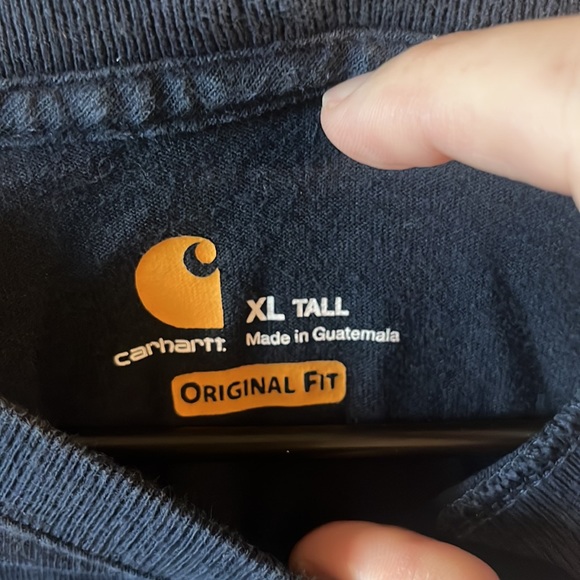 XL TALL
carhartt.
Made in Guatemala
ORIGINAL FIT